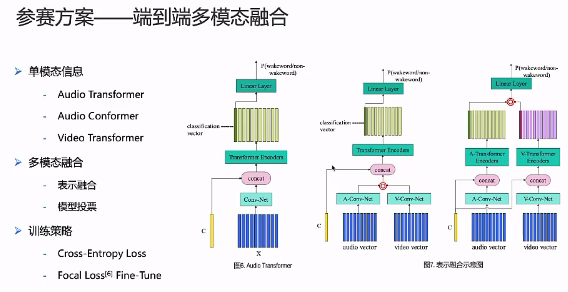 参赛方案——端到端多模态融合
➢ 单模态信息
- Audio Transformer
- Audio Conformer
- Video Transformer
➢ 多模态融合
- 表示融合
- 模型投票
➢ 训练策略
- Cross-Entropy Loss
- Focal Loss[6] Fine-Tune
P(wakeword/non-
wakeword)
Linear Layer
classification
vector
Transformer Encoders
concat
Conv-Net
C
X
图6. Audio Transformer
P(wakeword/non-
wakeword)
Linear Layer
classification
vector
Transformer Encoders
concat
A-Conv-Net
V-Conv-Net
C
audio vector
video vector
P(wakeword/non-
wakeword)
Linear Layer
A-Transformer
Encoders
V-Transformer
Encoders
concat
concat
A-Conv-Net
V-Conv-Net
C
audio vector
video vector
图7. 表示融合示意图